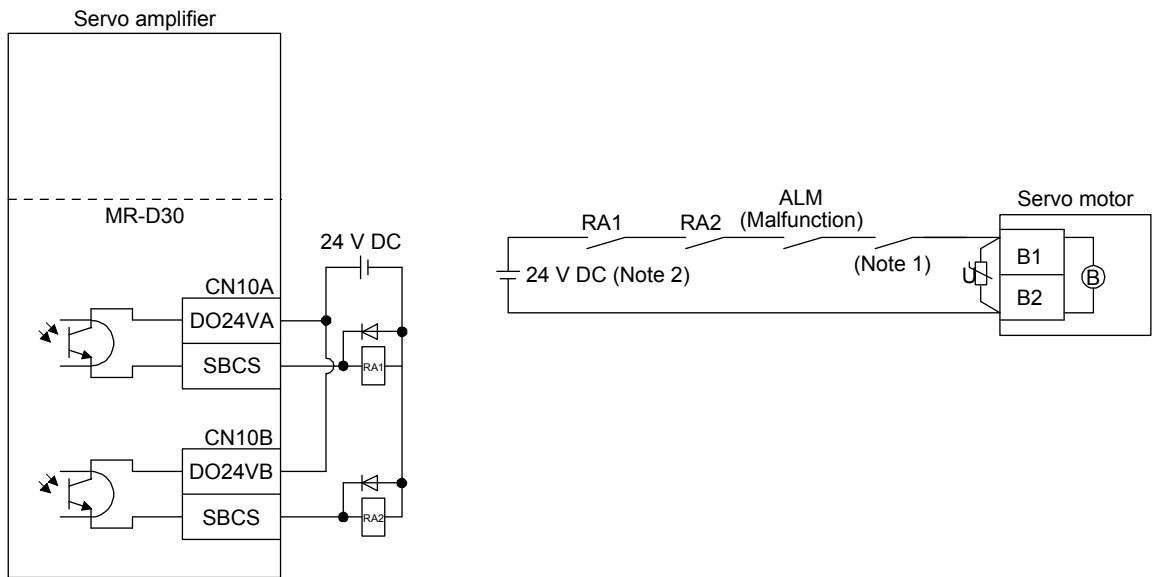 Servo amplifier
MR-D30
24 V DC
CN10A
DO24VA
SBCS
RA1
CN10B
DO24VB
SBCS
RA2
RA1
RA2
ALM
(Malfunction)
(Note 1)
24 V DC (Note 2)
Servo motor
U
B1
B2
B